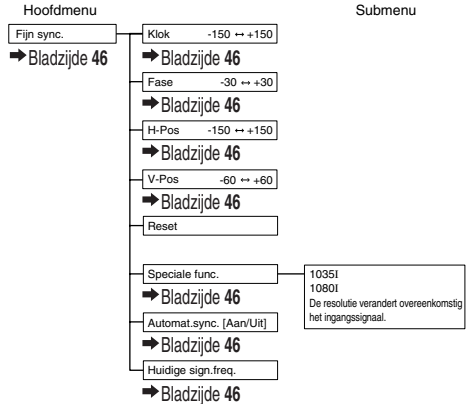 Hoofdmenu
Submenu
Fijn sync.
➡Bladzijde 46
Klok -150 ↔ +150
➡Bladzijde 46
Fase -30 ↔ +30
➡Bladzijde 46
H-Pos -150 ↔ +150
➡Bladzijde 46
V-Pos -60 ↔ +60
➡Bladzijde 46
Reset
Speciale func.
➡Bladzijde 46
1035I
1080I
De resolutie verandert overeenkomstig
het ingangssignaal.
Automat.sync. [Aan/Uit]
➡Bladzijde 46
Huidige sign.freq.
➡Bladzijde 46